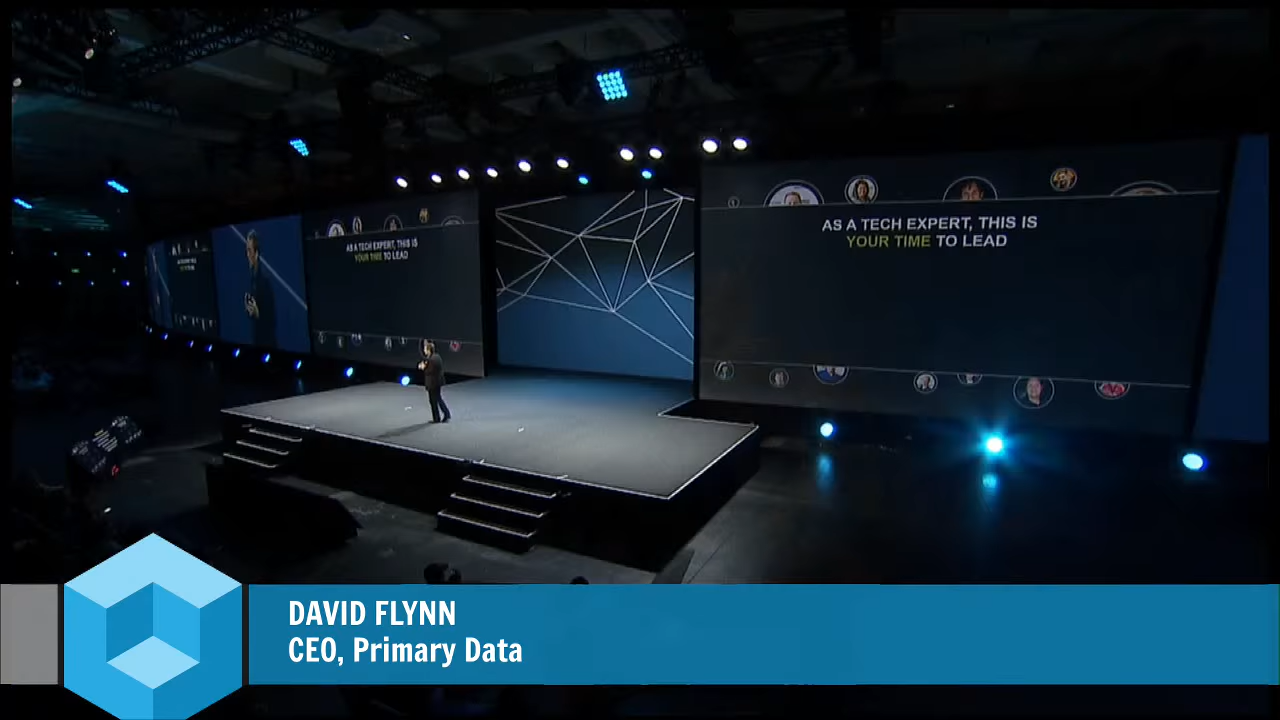 AS A TECH EXPERT, THIS IS
YOUR TIME TO LEAD
AS A TECH EXPERT, THIS IS
YOUR TIME TO LEAD
DAVID FLYNN
CEO, Primary Data